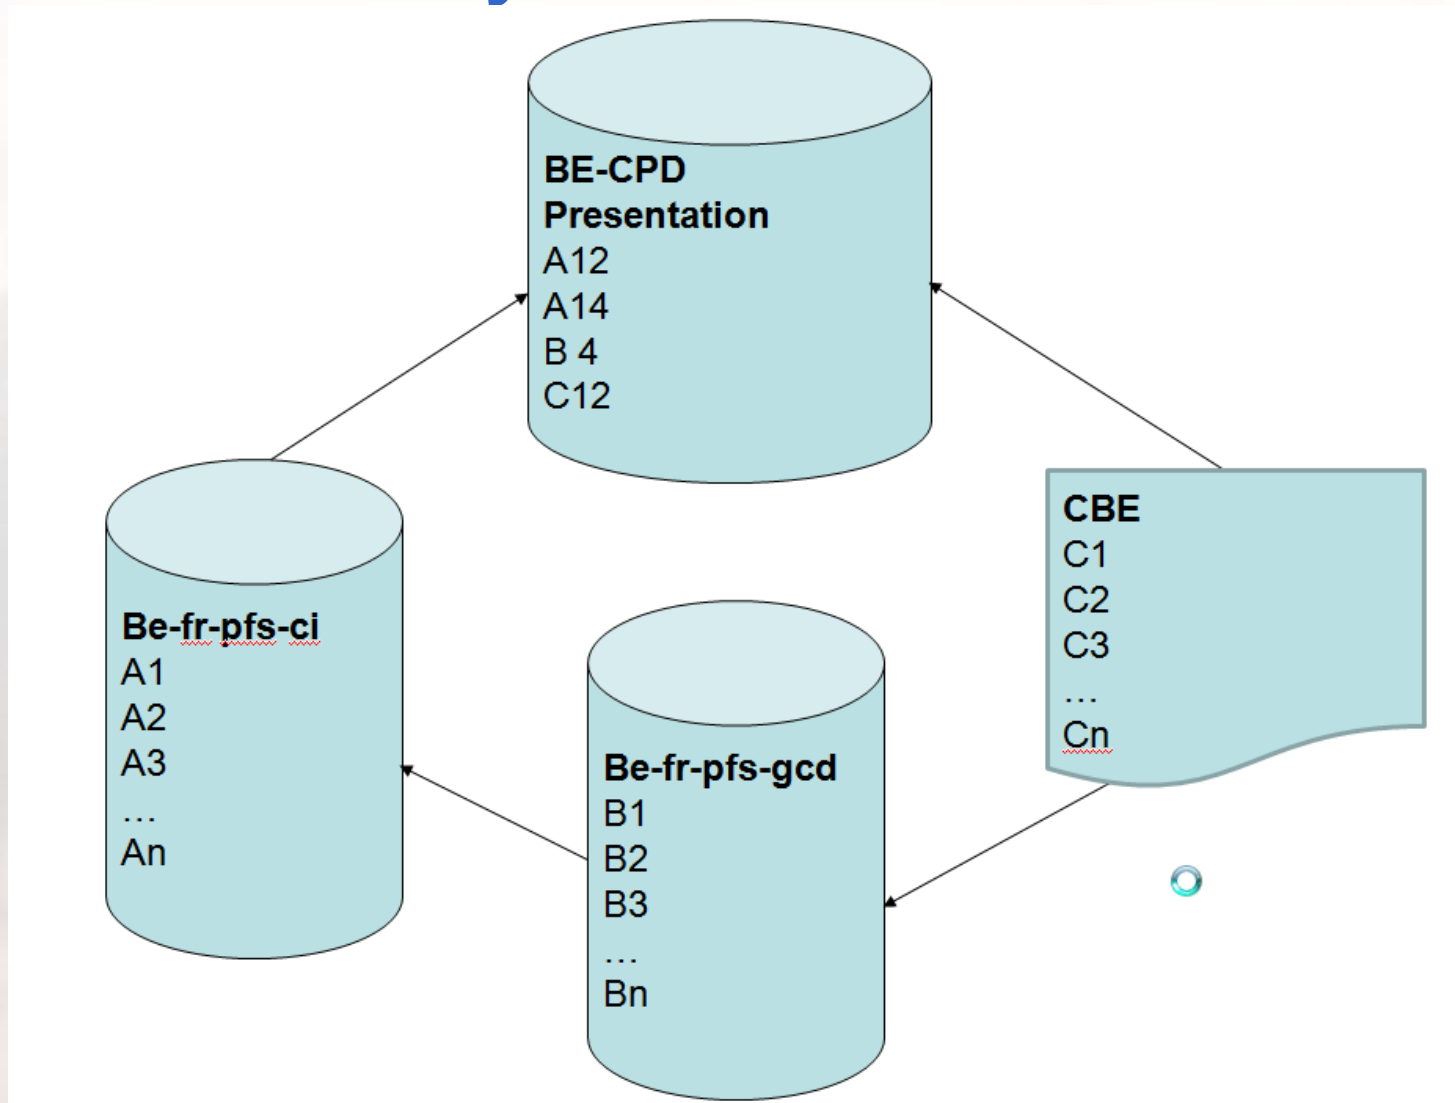 BE-CPD
Presentation
A12
A14
B 4
C12
Be-fr-pfs-ci
A1
A2
A3
...
An
Be-fr-pfs-gcd
B1
B2
B3
...
Bn
CBE
C1
C2
C3
...
Cn